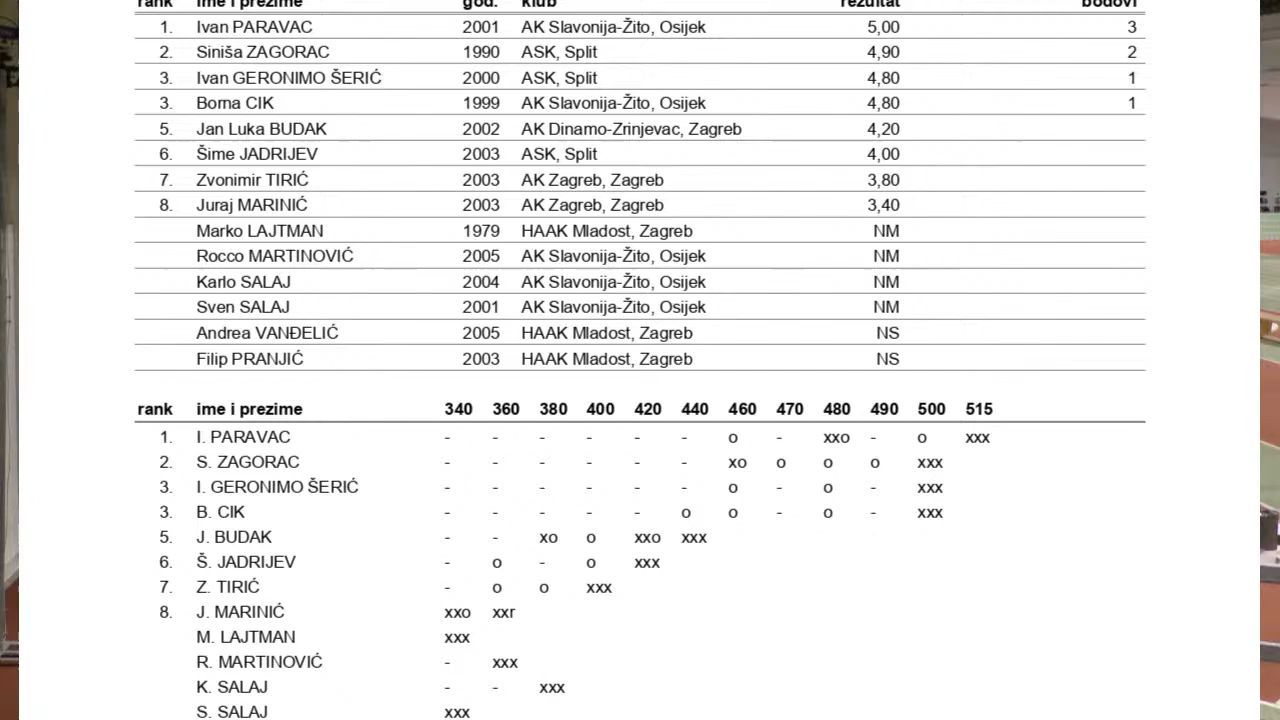 rank ime i prezime god. klub rezultat bodovi
1. Ivan PARAVAC 2001 AK Slavonija-Žito, Osijek 5,00 3
2. Siniša ZAGORAC 1990 ASK, Split 4,90 2
3. Ivan GERONIMO ŠERIĆ 2000 ASK, Split 4,80 1
3. Borna CIK 1999 AK Slavonija-Žito, Osijek 4,80 1
5. Jan Luka BUDAK 2002 AK Dinamo-Zrinjevac, Zagreb 4,20
6. Šime JADRIJEV 2003 ASK, Split 4,00
7. Zvonimir TIRIĆ 2003 AK Zagreb, Zagreb 3,80
8. Juraj MARINIĆ 2003 AK Zagreb, Zagreb 3,40
Marko LAJTMAN 1979 HAAK Mladost, Zagreb NM
Rocco MARTINOVIĆ 2005 AK Slavonija-Žito, Osijek NM
Karlo SALAJ 2004 AK Slavonija-Žito, Osijek NM
Sven SALAJ 2001 AK Slavonija-Žito, Osijek NM
Andrea VANĐELIĆ 2005 HAAK Mladost, Zagreb NS
Filip PRANJIĆ 2003 HAAK Mladost, Zagreb NS
rank ime i prezime 340 360 380 400 420 440 460 470 480 490 500 515
1. I. PARAVAC - - - - - - o - xxo - o xxx
2. S. ZAGORAC - - - - - - xo o o o xxx
3. I. GERONIMO ŠERIĆ - - - - - - o - o - xxx
3. B. CIK - - - - - o o - o - xxx
5. J. BUDAK - - xo o xxo xxx
6. Š. JADRIJEV - o - o xxx
7. Z. TIRIĆ - o o xxx
8. J. MARINIĆ xxo xxr
M. LAJTMAN xxx
R. MARTINOVIĆ - xxx
K. SALAJ - - xxx
S. SALAJ xxx